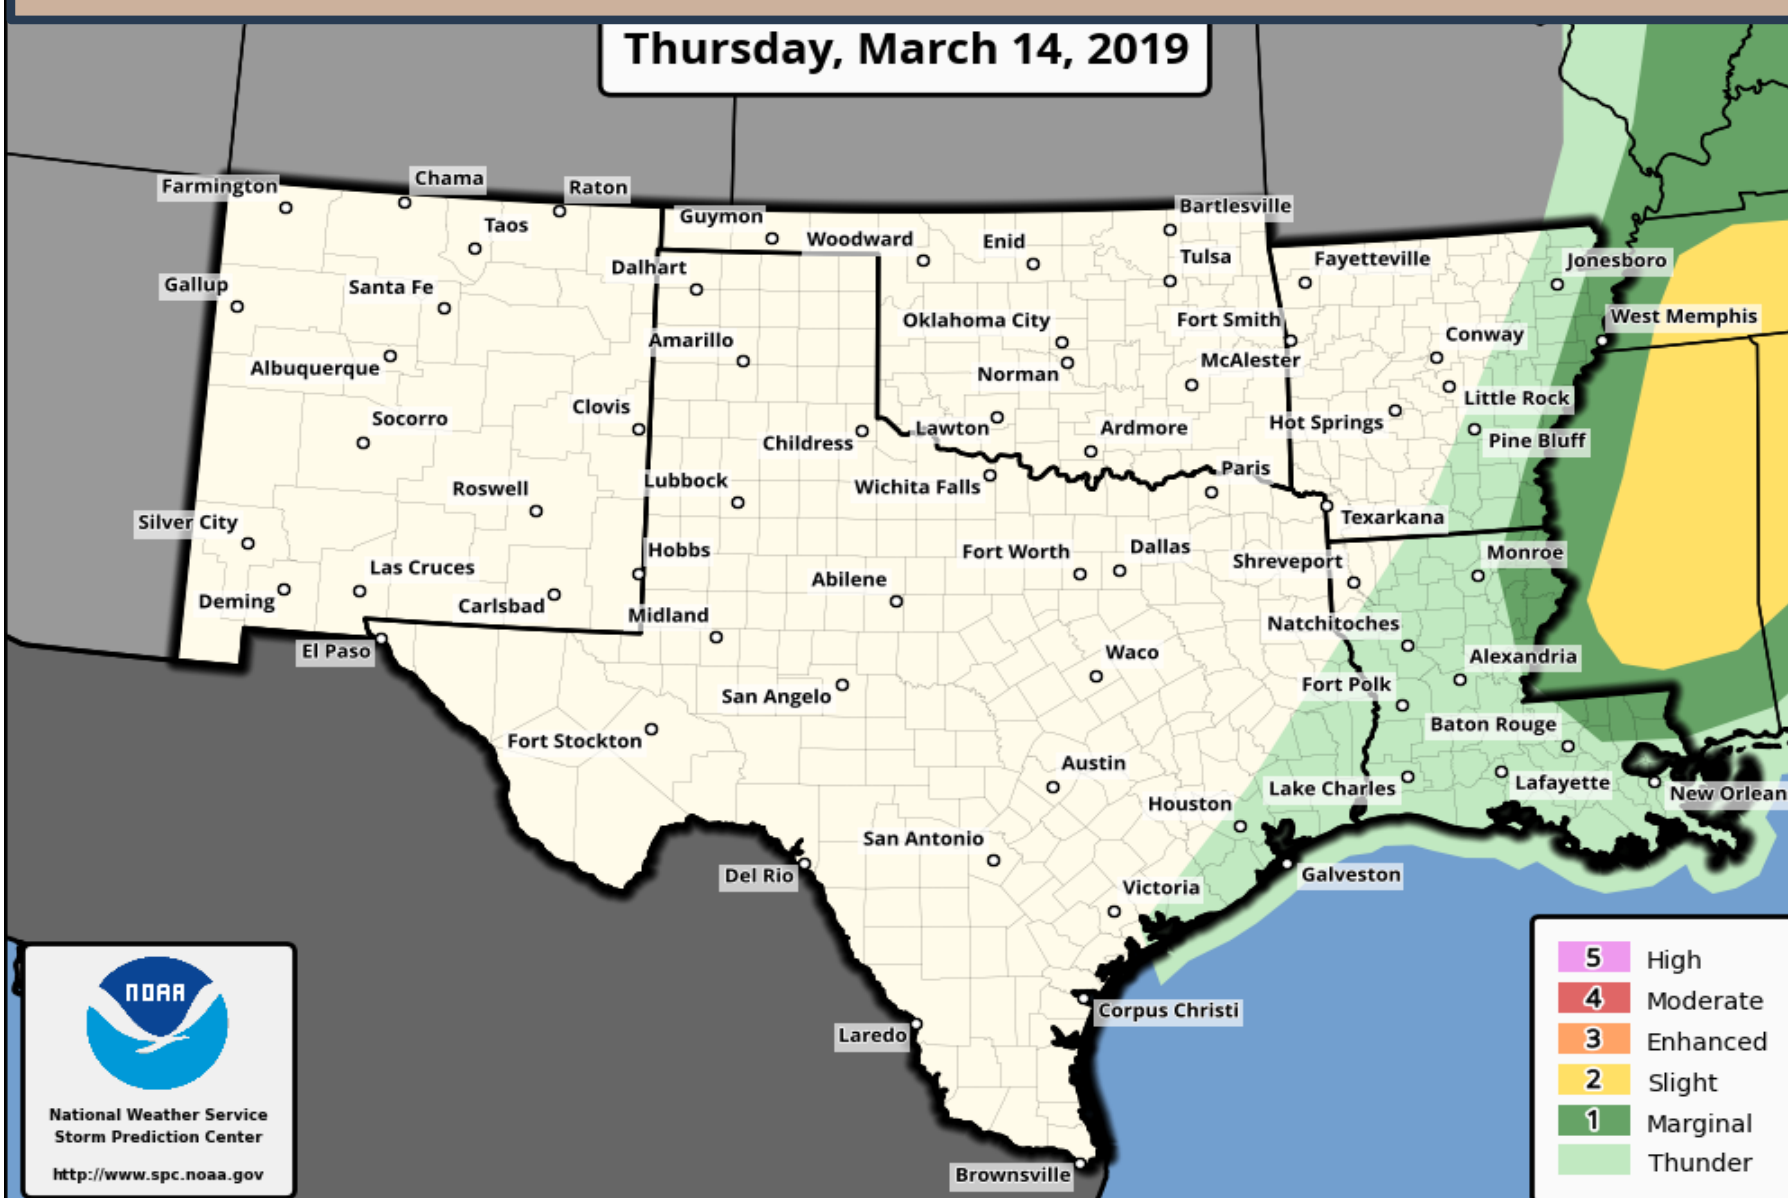 Thursday, March 14, 2019
Farmington
Chama
Raton
Taos
Guymon
Woodward
Enid
Bartlesville
Tulsa
Dalhart
Fayetteville
Jonesboro
Gallup
Santa Fe
Oklahoma City
Fort Smith
West Memphis
Amarillo
Conway
Albuquerque
Norman
McAlester
Clovis
Little Rock
Socorro
Childress
Lawton
Ardmore
Hot Springs
Pine Bluff
Paris
Roswell
Lubbock
Wichita Falls
Silver City
Texarkana
Hobbs
Fort Worth
Dallas
Shreveport
Monroe
Las Cruces
Abilene
Deming
Carlsbad
Midland
Natchitoches
El Paso
Waco
Alexandria
San Angelo
Fort Polk
Baton Rouge
Fort Stockton
Austin
Lake Charles
Lafayette
New Orlean
Houston
San Antonio
Del Rio
Galveston
Victoria
Corpus Christi
Laredo
Brownsville
NOAA
National Weather Service
Storm Prediction Center
http://www.spc.noaa.gov
5 High
4 Moderate
3 Enhanced
2 Slight
1 Marginal
Thunder